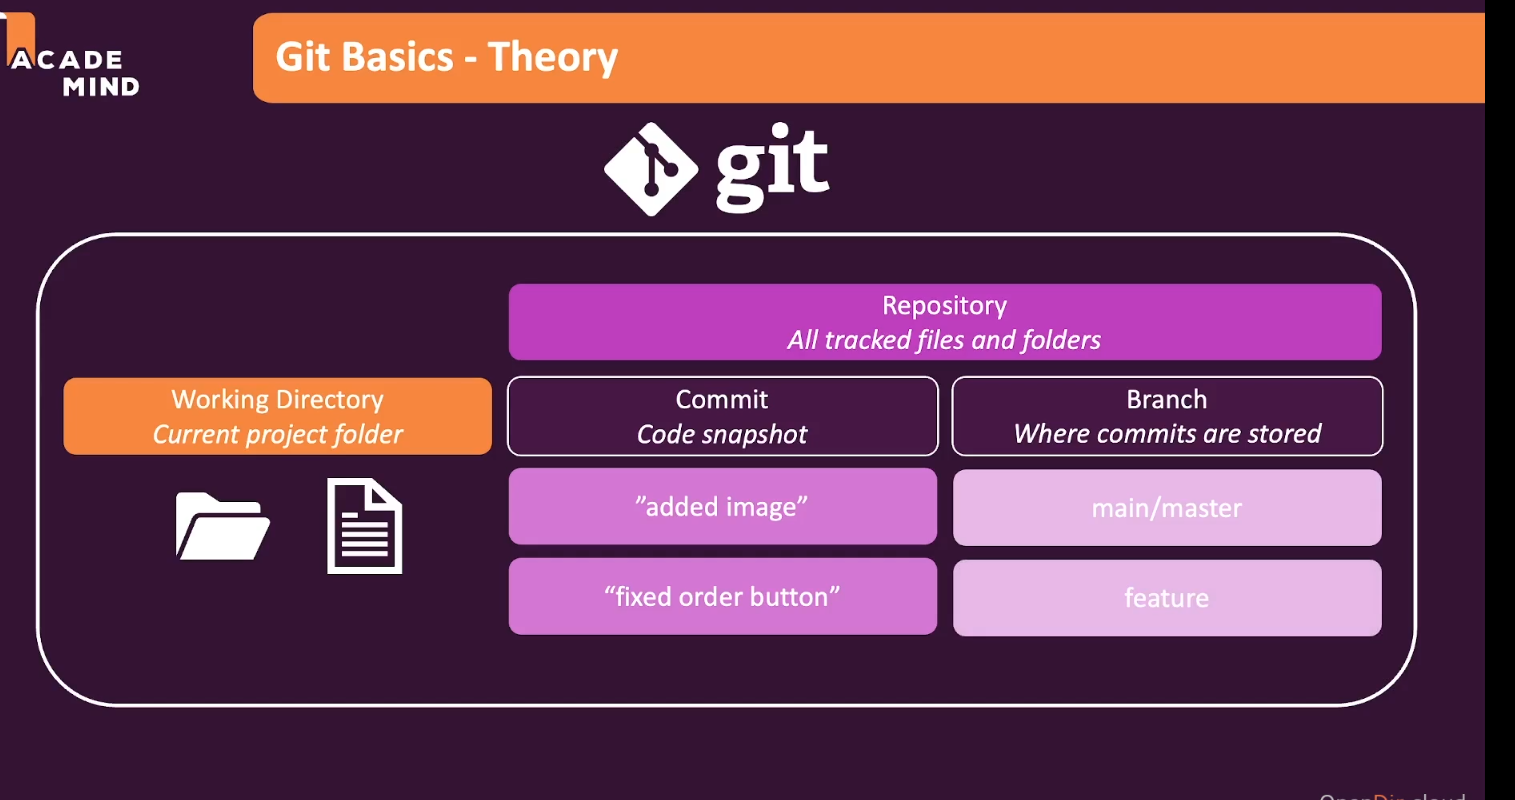 ACADE
MIND
Git Basics - Theory
git
Repository
All tracked files and folders
Working Directory
Current project folder
Commit
Code snapshot
Branch
Where commits are stored
”added image”
main/master
“fixed order button”
feature